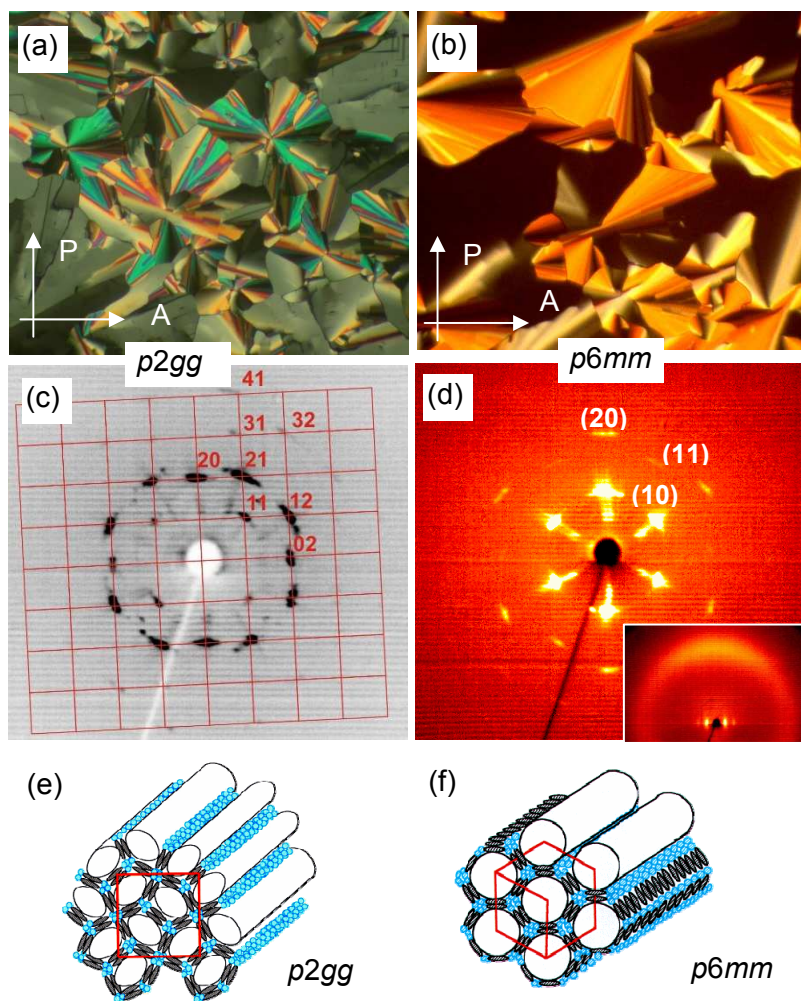 (a)
P
A
(b)
P
A
p2gg
p6mm
(c)
41
31 32
20 21
11 12
02
(d)
(20)
(11)
(10)
(e)
p2gg
(f)
p6mm